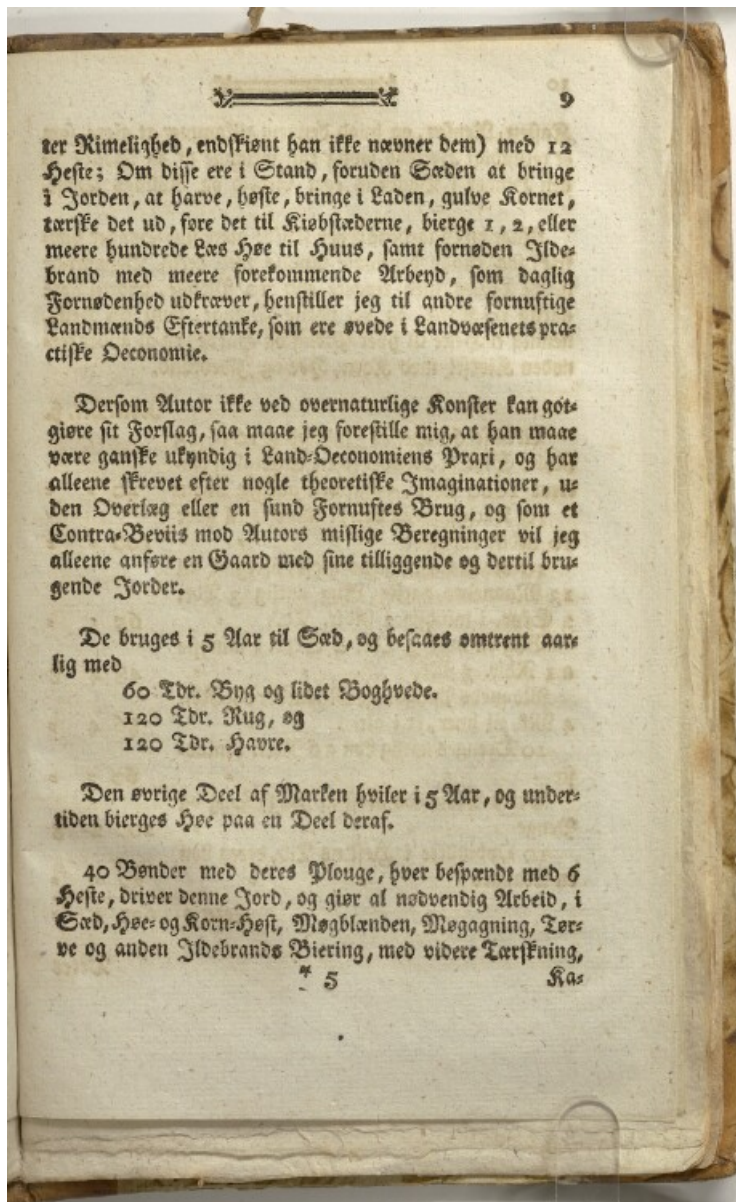 9
ter Rimelighed, endskiønt han ikke nævner dem) med 12
Heste; Om disse ere i Stand, foruden Sæden at bringe
i Jorden, at harve, høste, bringe i Laden, gulve Kornet,
tærske det ud, føre det til Kiøbstæderne, bierge 1, 2, eller
meere hundrede Læs Høe til Huus, samt fornøden Ilde-
brand med meere forekommende Arbeyd, som daglig
Fornødenhed udkræver, henstiller jeg til andre fornuftige
Landmænds Eftertanke, som ere øvede i Landvæsenets pra-
ctiske Oeconomie.
Dersom Autor ikke ved overnaturlige Konster kan got-
giøre sit Forslag, saa maae jeg forestille mig, at han maae
være ganske ukyndig i Land-Oeconomiens Praxi, og har
alleene skrevet efter nogle theoretiske Imaginationer, u-
den Overlæg eller en sund Fornuftes Brug, og som et
Contra-Beviis mod Autors mislige Beregninger vil jeg
alleene anføre en Gaard med sine tilliggende og dertil bru-
gende Jorder.
De bruges i 5 Aar til Sæd, og besaaes omtrent aar-
lig med
60 Tdr. Byg og lidet Boghvede.
120 Tdr. Rug, og
120 Tdr. Havre.
Den øvrige Deel af Marken hviler i 5 Aar, og under-
tiden bierges Høe paa en Deel deraf.
40 Bønder med deres Plouge, hver bespændt med 6
Heste, driver denne Jord, og giør al nødvendig Arbeid, i
Sæd, Høe- og Korn-Høst, Møgblænden, Møgagning, Tør-
ve og anden Ildebrands Biering, med videre Tærskning,
* 5 Ka-